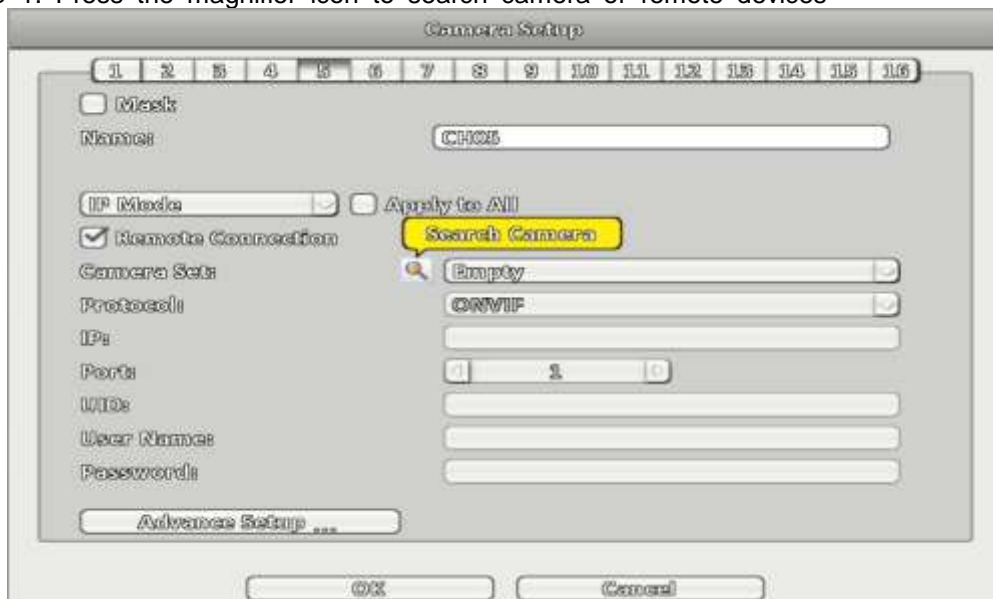 1. Press the magnifier icon to search camera of remote devices
Camera Setup
1 2 3 4 5 6 7 8 9 10 11 12 13 14 15 16
Mask
Name: CH05
IP Mode Apply to All
Remote Connection Search Camera
Camera Set: Empty
Protocol: ONVIF
IP:
Port: 1
UID:
User Name:
Password:
Advance Setup ...
OK Cancel